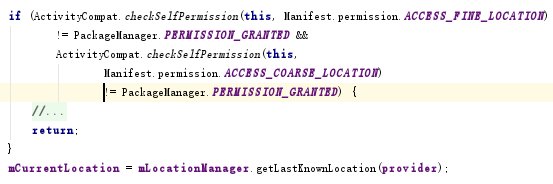 if (ActivityCompat.checkSelfPermission(this, Manifest.permission.ACCESS_FINE_LOCATION)
!= PackageManager.PERMISSION_GRANTED &&
ActivityCompat.checkSelfPermission(this,
Manifest.permission.ACCESS_COARSE_LOCATION)
!= PackageManager.PERMISSION_GRANTED) {
//...
return;
}
mCurrentLocation = mLocationManager.getLastKnownLocation(provider);